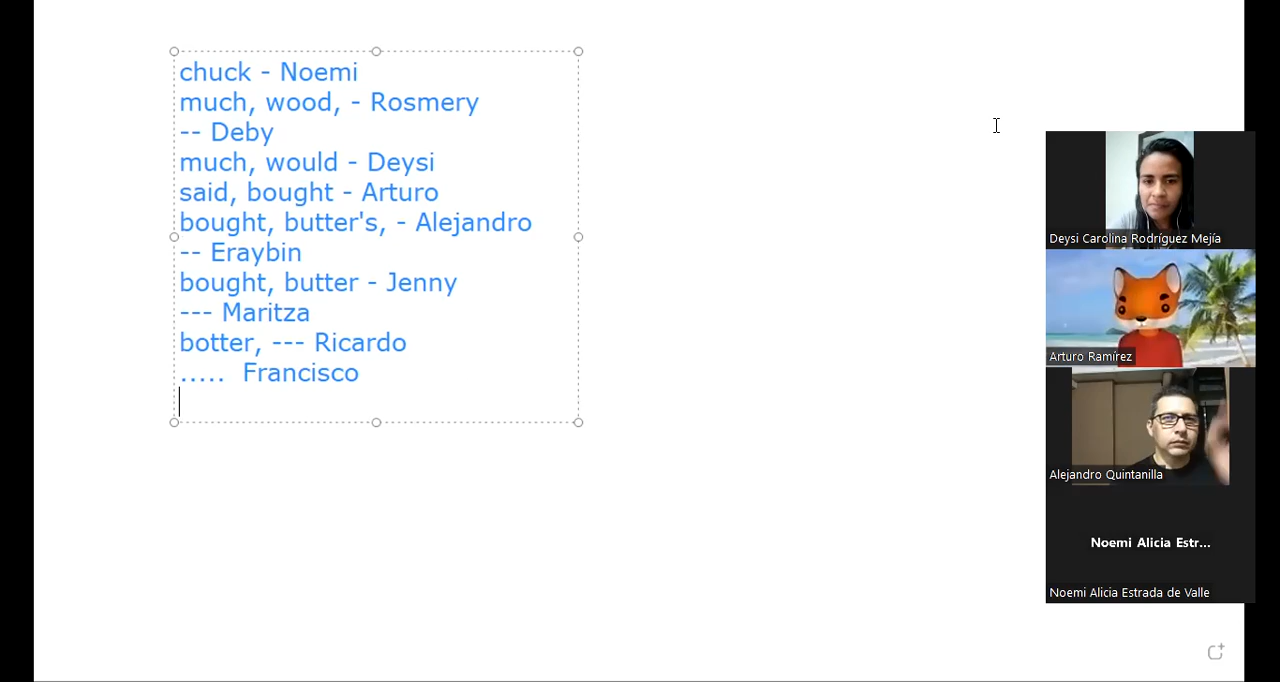 chuck - Noemi
much, wood, - Rosmery
-- Deby
much, would - Deysi
said, bought - Arturo
bought, butter's, - Alejandro
-- Eraybin
bought, butter - Jenny
--- Maritza
botter, --- Ricardo
..... Francisco
Deysi Carolina Rodríguez Mejía
Arturo Ramírez
Alejandro Quintanilla
Noemi Alicia Estr...
Noemi Alicia Estrada de Valle